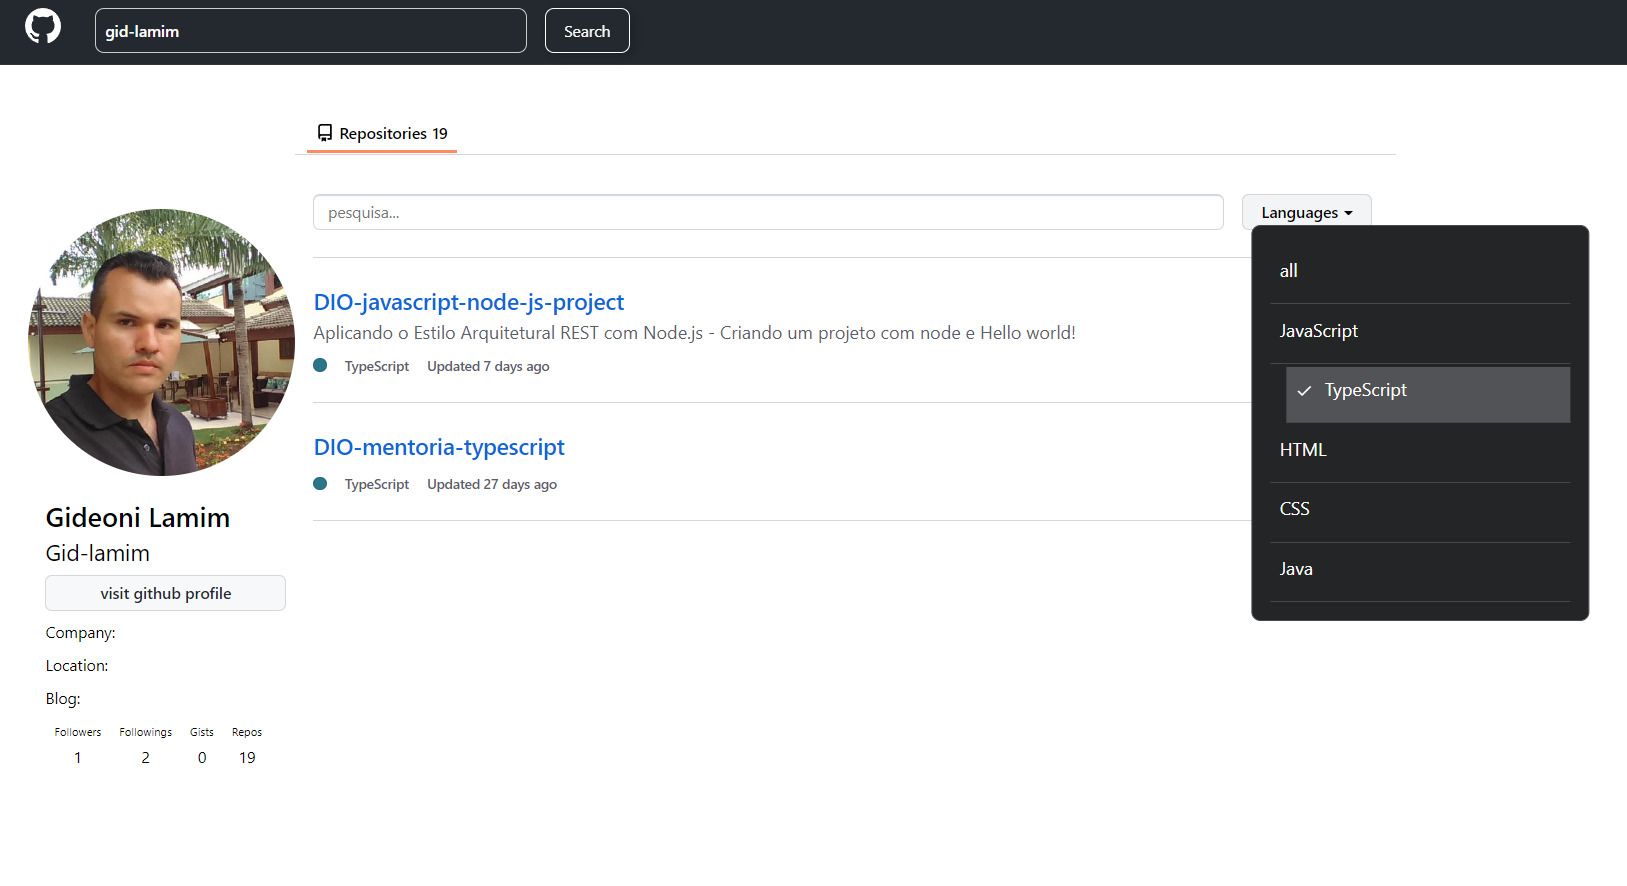 gid-lamim
Search
Repositories 19
pesquisa...
Languages
all
JavaScript
TypeScript
HTML
CSS
Java
DIO-javascript-node-js-project
Aplicando o Estilo Arquitetural REST com Node.js - Criando um projeto com node e Hello world!
TypeScript Updated 7 days ago
DIO-mentoria-typescript
TypeScript Updated 27 days ago
Gideoni Lamim
Gid-lamim
visit github profile
Company:
Location:
Blog:
Followers Followings Gists Repos
1 2 0 19